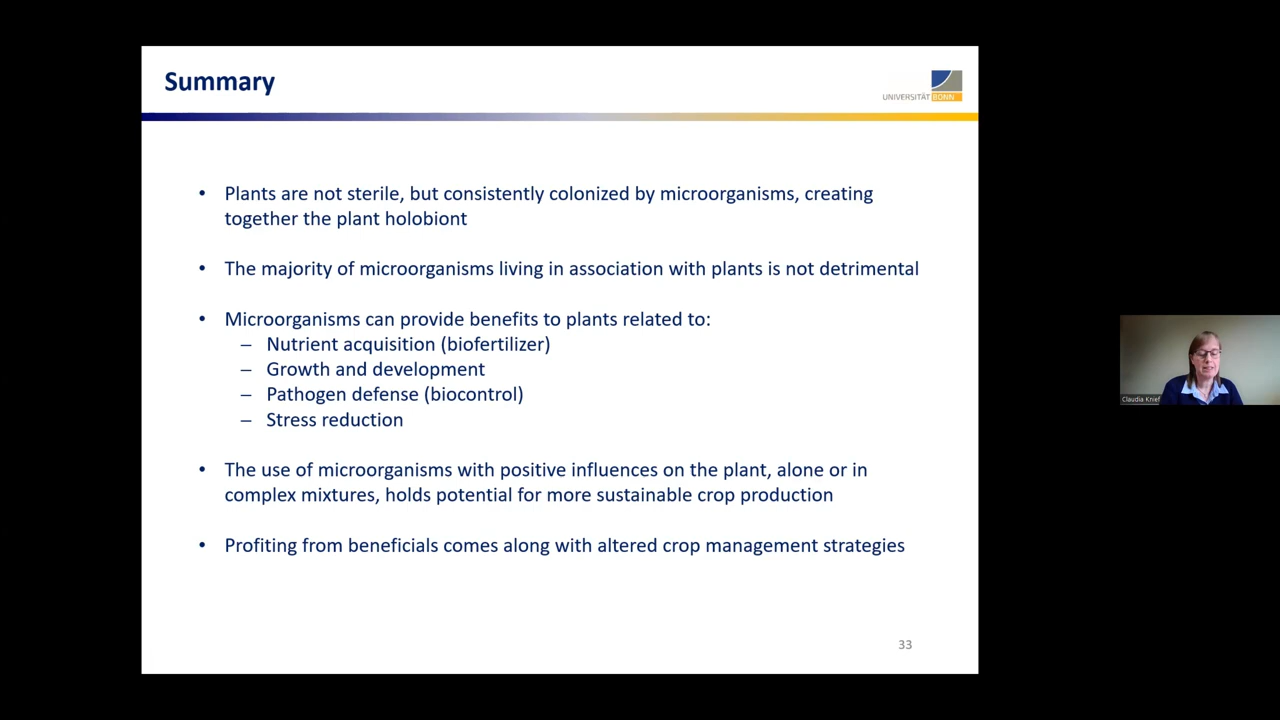 Summary
UNIVERSITÄT BONN
• Plants are not sterile, but consistently colonized by microorganisms, creating
together the plant holobiont
• The majority of microorganisms living in association with plants is not detrimental
• Microorganisms can provide benefits to plants related to:
– Nutrient acquisition (biofertilizer)
– Growth and development
– Pathogen defense (biocontrol)
– Stress reduction
• The use of microorganisms with positive influences on the plant, alone or in
complex mixtures, holds potential for more sustainable crop production
• Profiting from beneficials comes along with altered crop management strategies
33
Claudia Knief